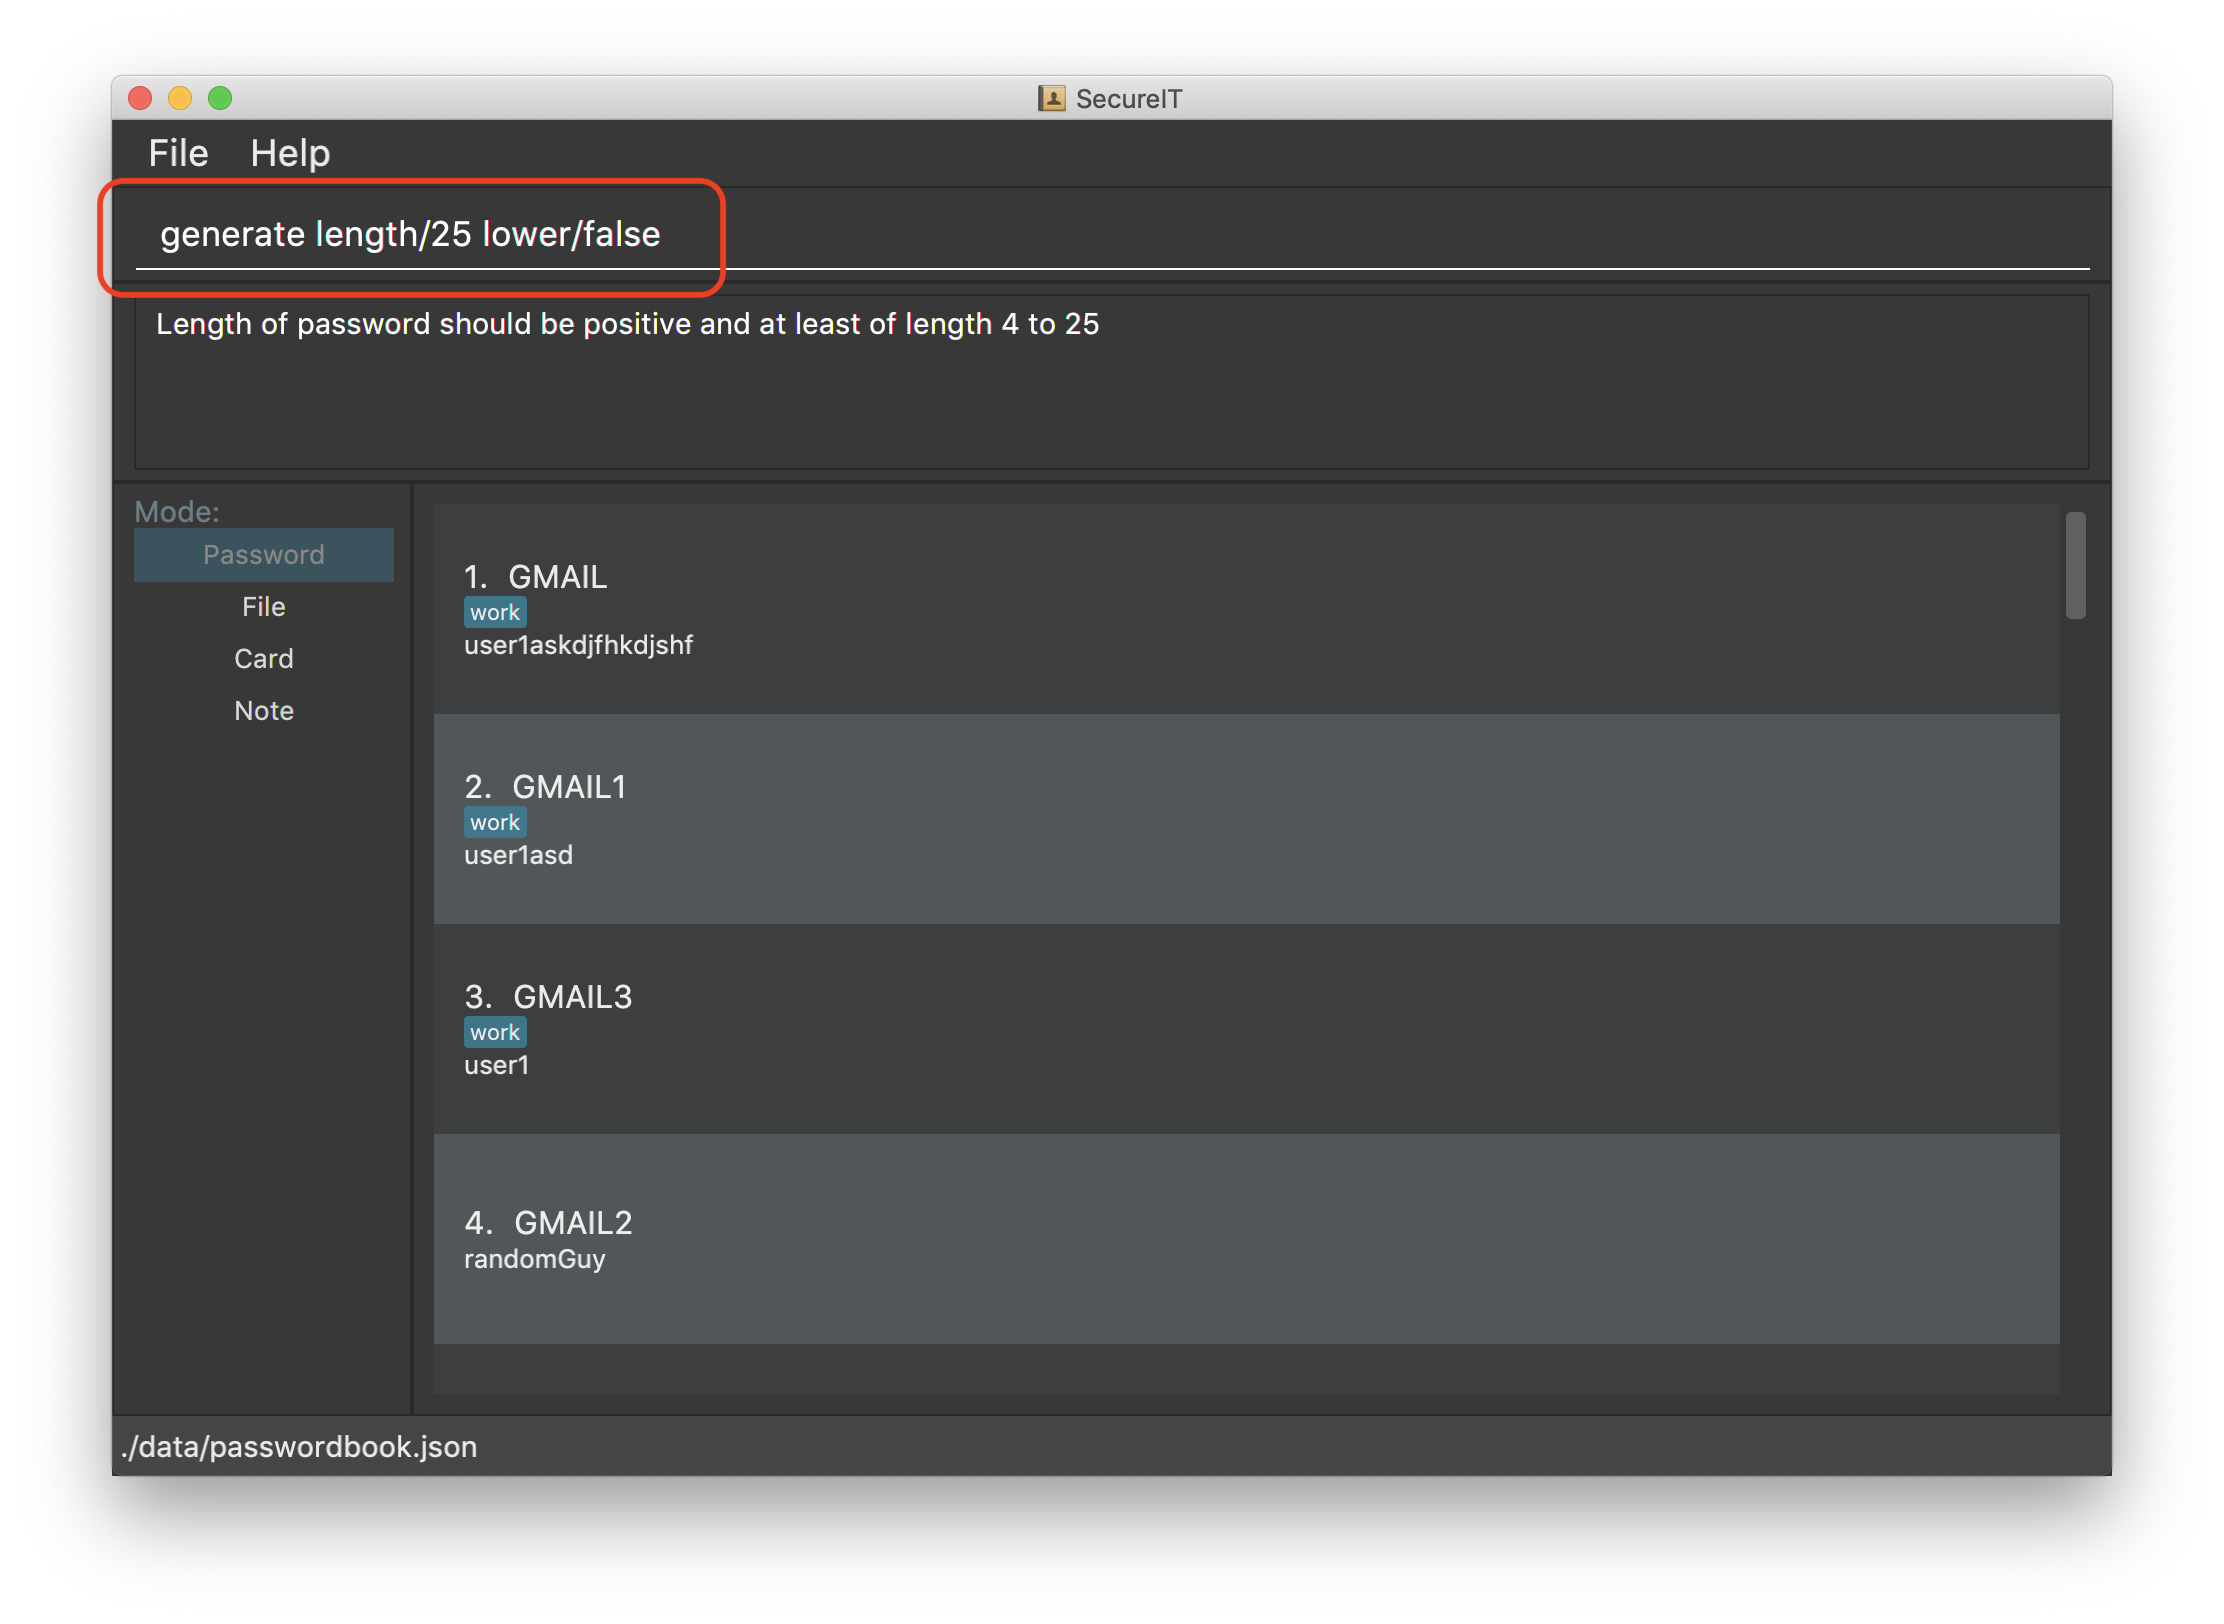 SecureIT
File Help
generate length/25 lower/false
Length of password should be positive and at least of length 4 to 25
Mode:
Password
File
Card
Note
1. GMAIL
work
user1askdjfhkdjshf
2. GMAIL1
work
user1asd
3. GMAIL3
work
user1
4. GMAIL2
randomGuy
./data/passwordbook.json